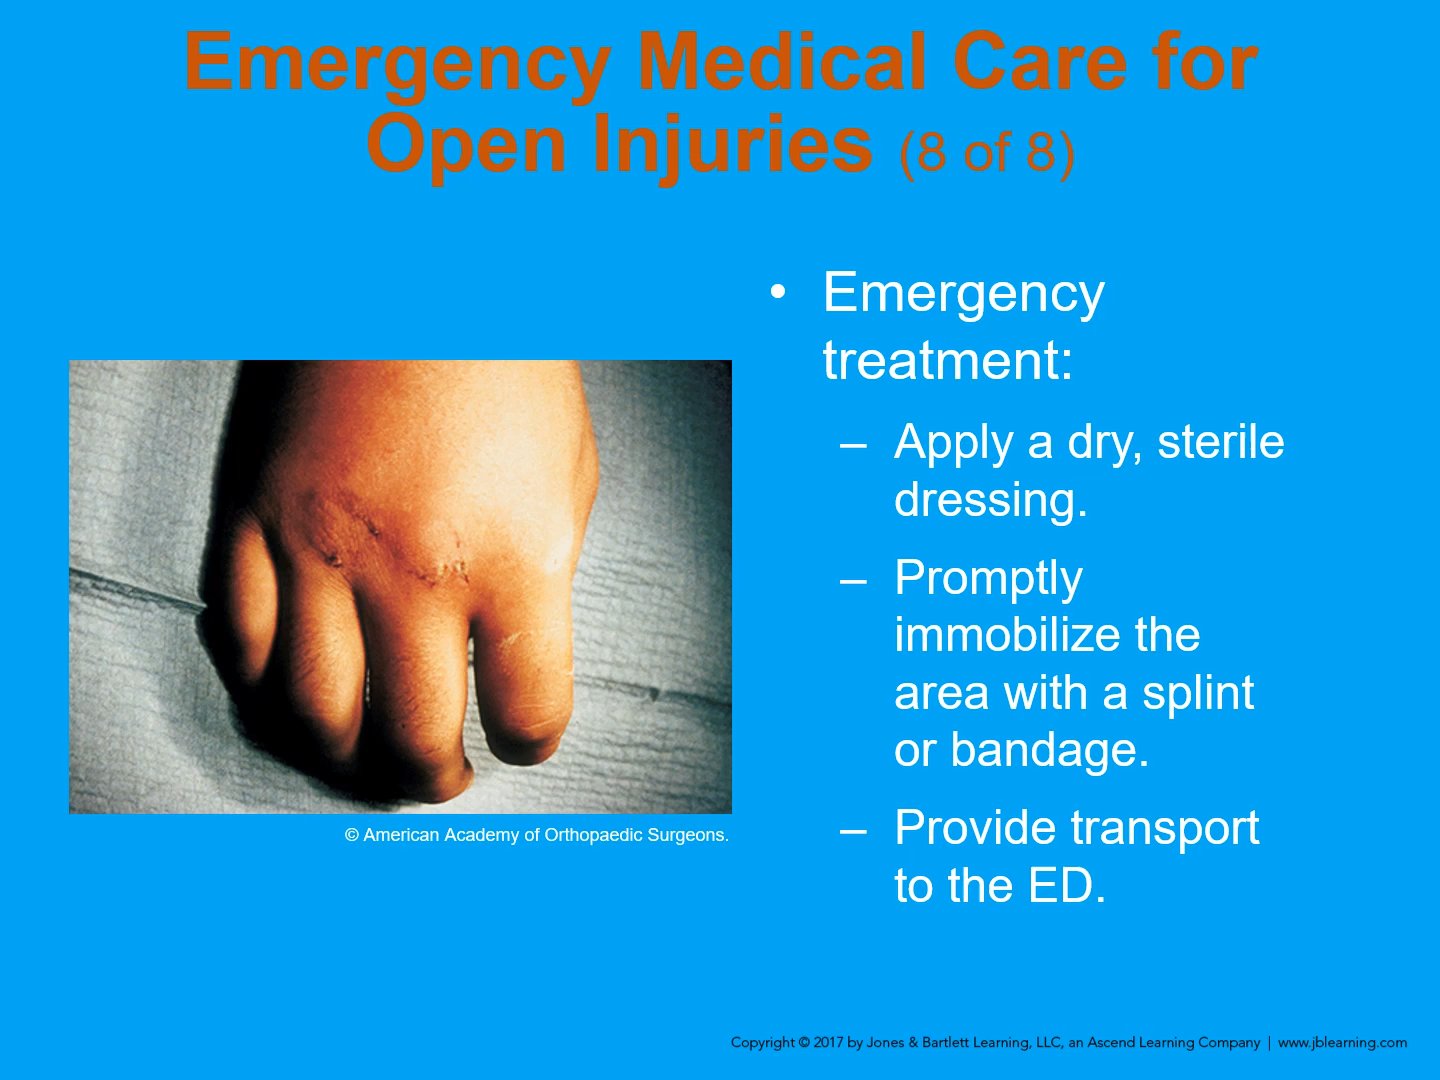 Emergency Medical Care for
Open Injuries (8 of 8)
• Emergency
treatment:
– Apply a dry, sterile
dressing.
– Promptly
immobilize the
area with a splint
or bandage.
– Provide transport
to the ED.
© American Academy of Orthopaedic Surgeons.
Copyright © 2017 by Jones & Bartlett Learning, LLC, an Ascend Learning Company | www.jblearning.com